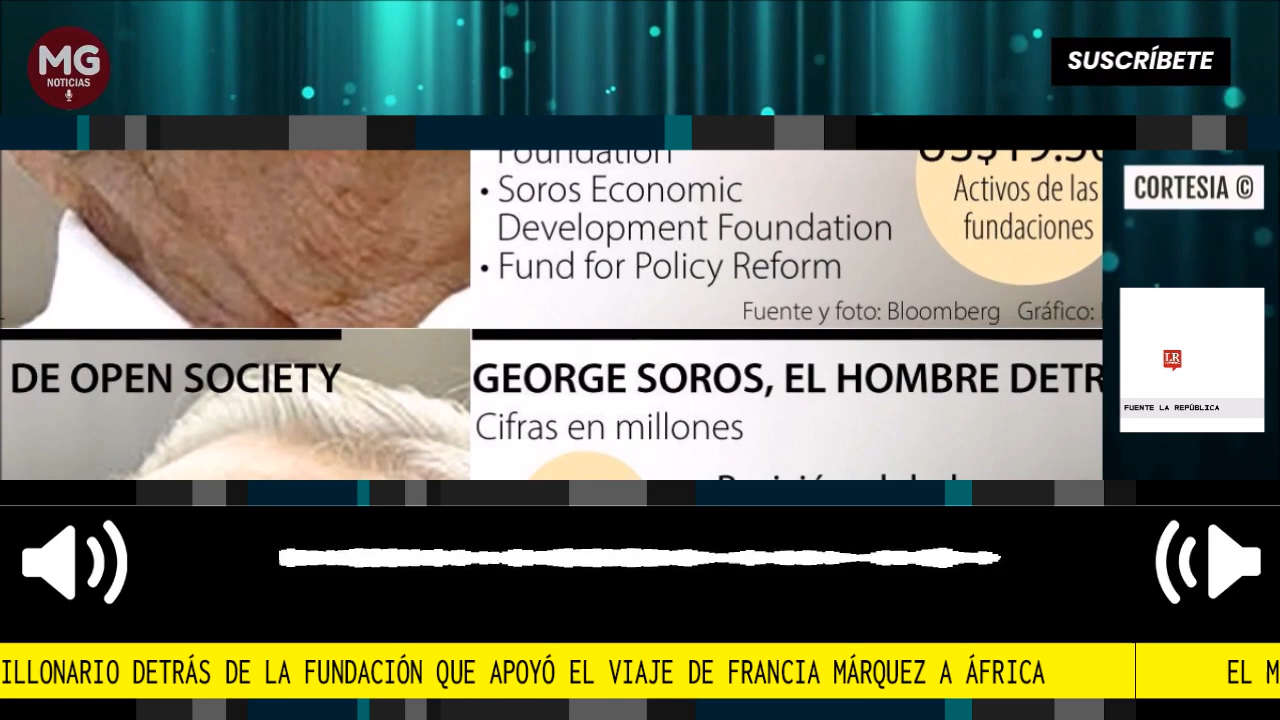 MG
NOTICIAS
SUSCRÍBETE
Foundation
• Soros Economic
Development Foundation
• Fund for Policy Reform
Activos de las
fundaciones
Fuente y foto: Bloomberg Gráfico:
CORTESIA ©
LR
FUENTE LA REPÚBLICA
DE OPEN SOCIETY
GEORGE SOROS, EL HOMBRE DETR
Cifras en millones
ILLONARIO DETRÁS DE LA FUNDACIÓN QUE APOYÓ EL VIAJE DE FRANCIA MÁRQUEZ A ÁFRICA
EL M